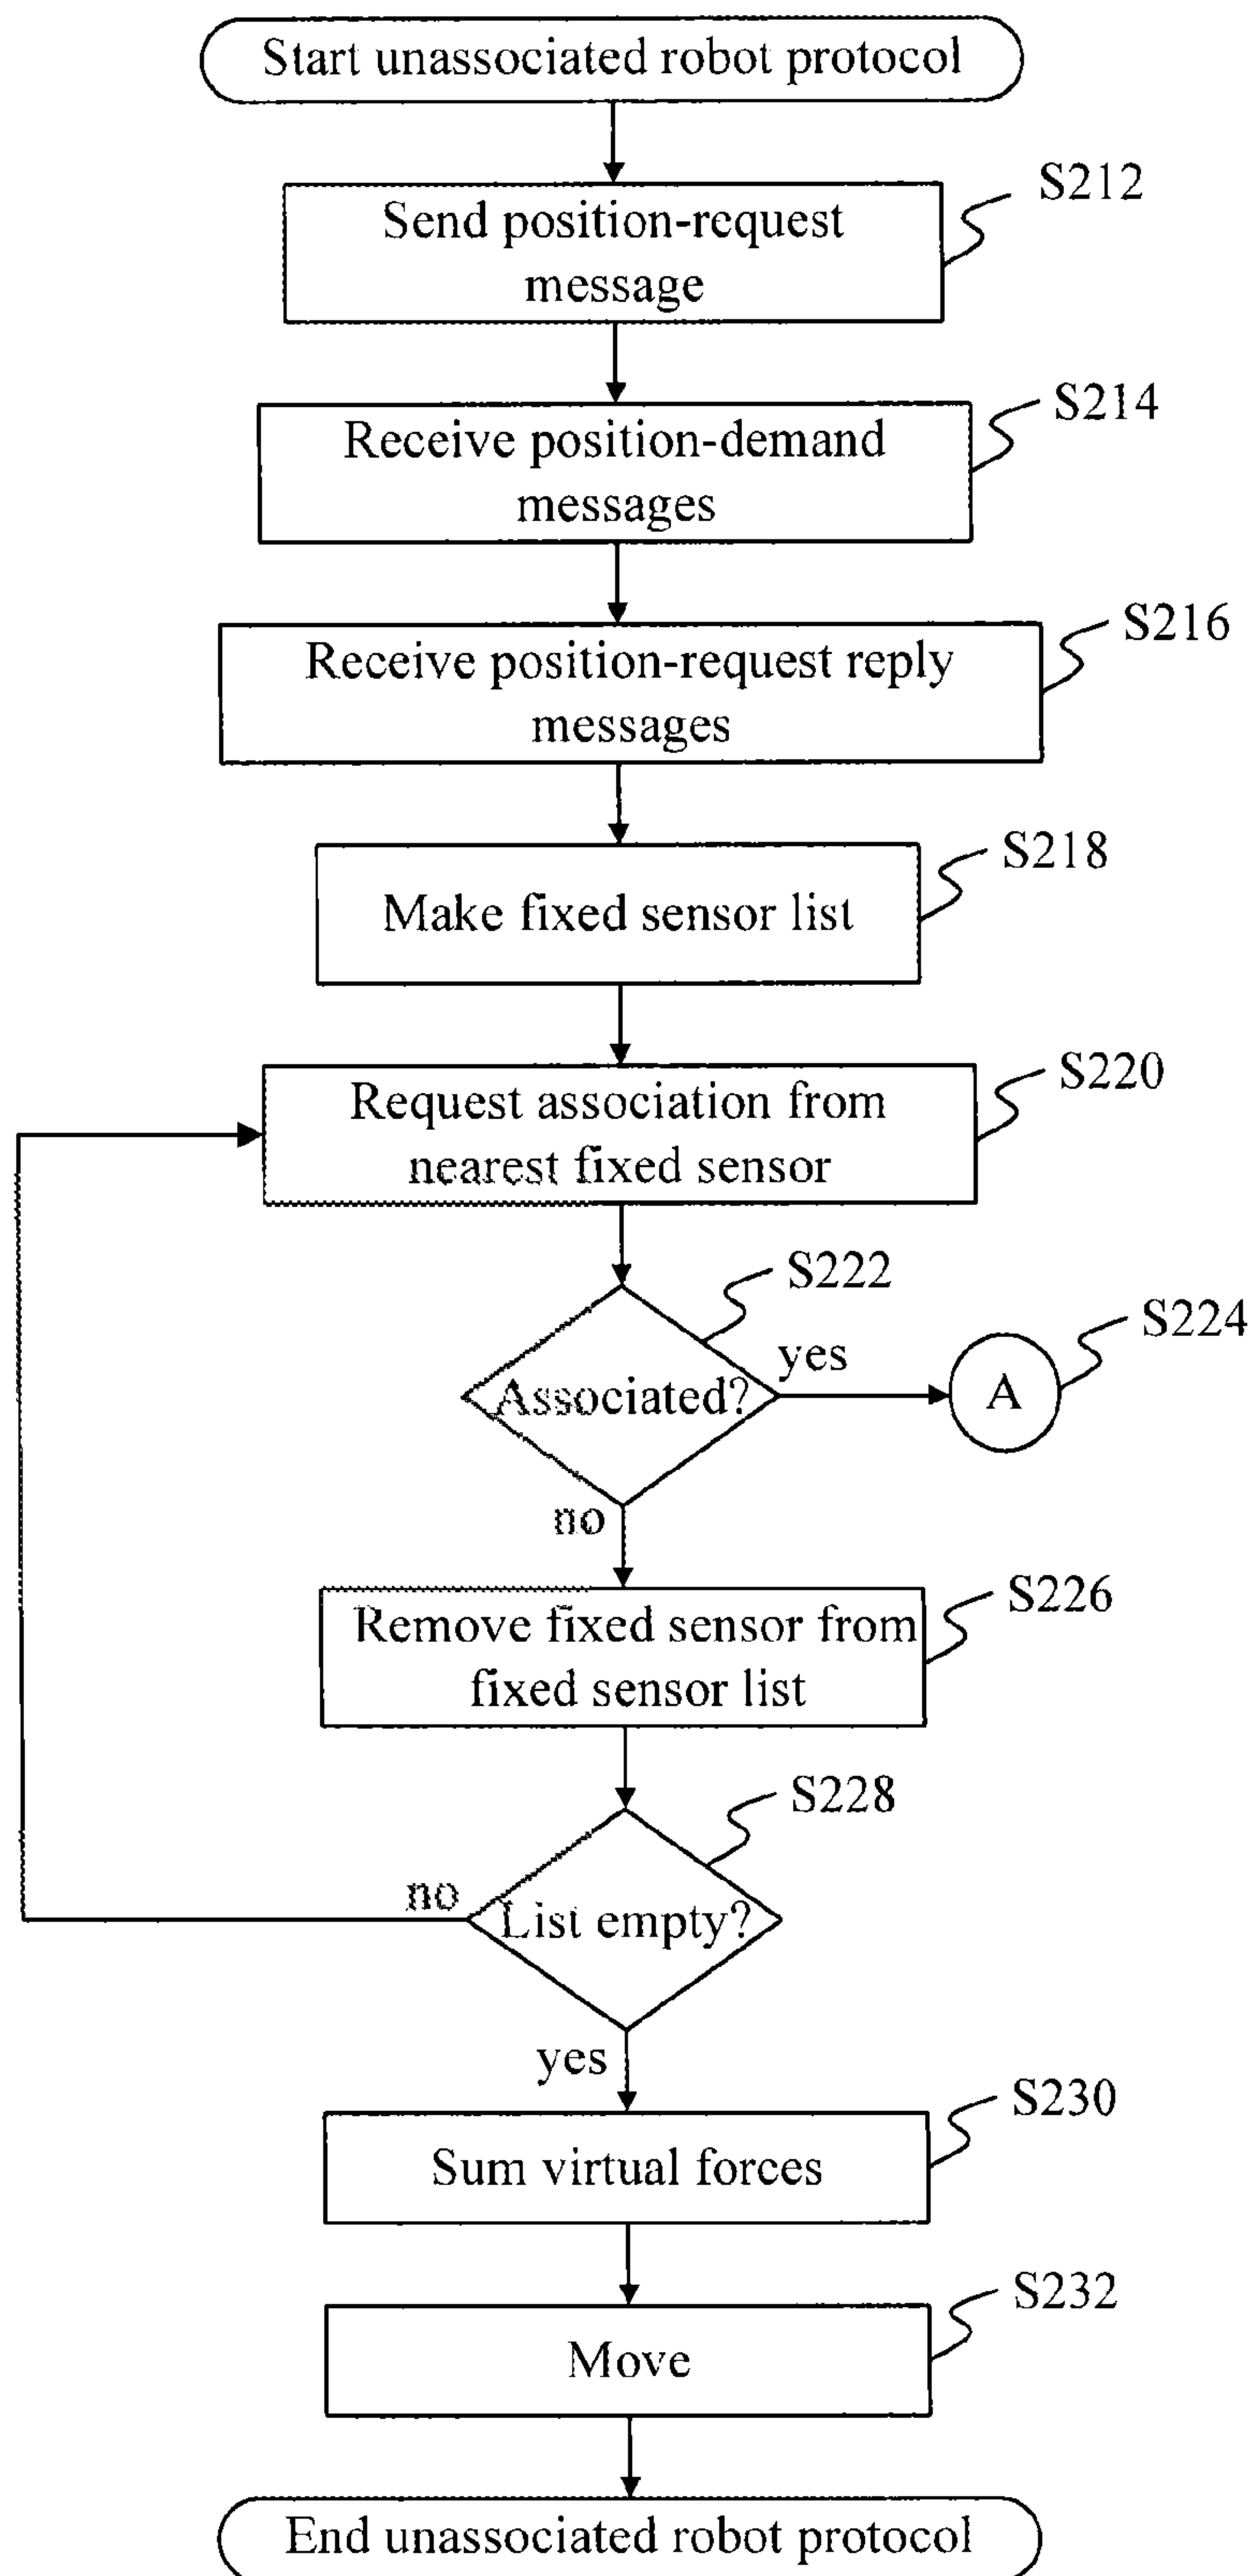 Start unassociated robot protocol
S212
Send position-request
message
S214
Receive position-demand
messages
S216
Receive position-request reply
messages
S218
Make fixed sensor list
S220
Request association from
nearest fixed sensor
S222
S224
yes
Associated?
A
no
S226
Remove fixed sensor from
fixed sensor list
S228
no
List empty?
yes
S230
Sum virtual forces
S232
Move
End unassociated robot protocol